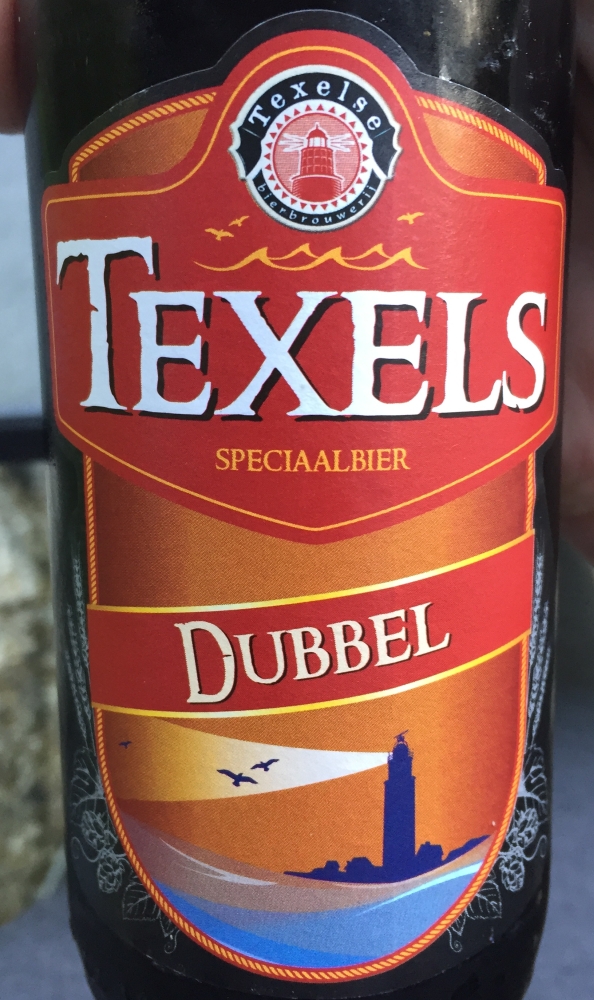 Texelse
bierbrouwerij
TEXELS
SPECIAALBIER
DUBBEL